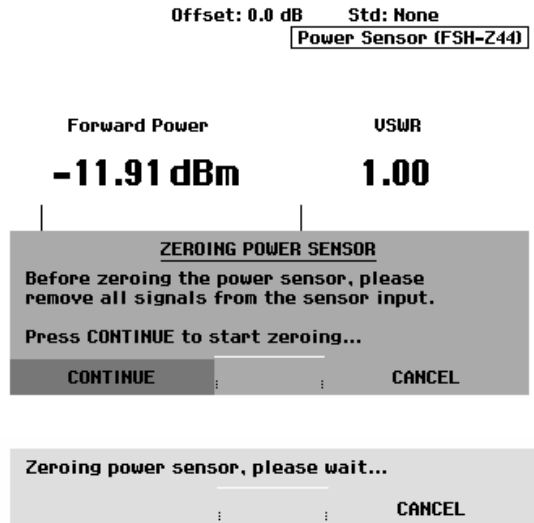 Offset: 0.0 dB Std: None
Power Sensor (FSH-Z44)
Forward Power VSWR
-11.91 dBm 1.00
ZEROING POWER SENSOR
Before zeroing the power sensor, please
remove all signals from the sensor input.
Press CONTINUE to start zeroing...
CONTINUE CANCEL
Zeroing power sensor, please wait...
CANCEL